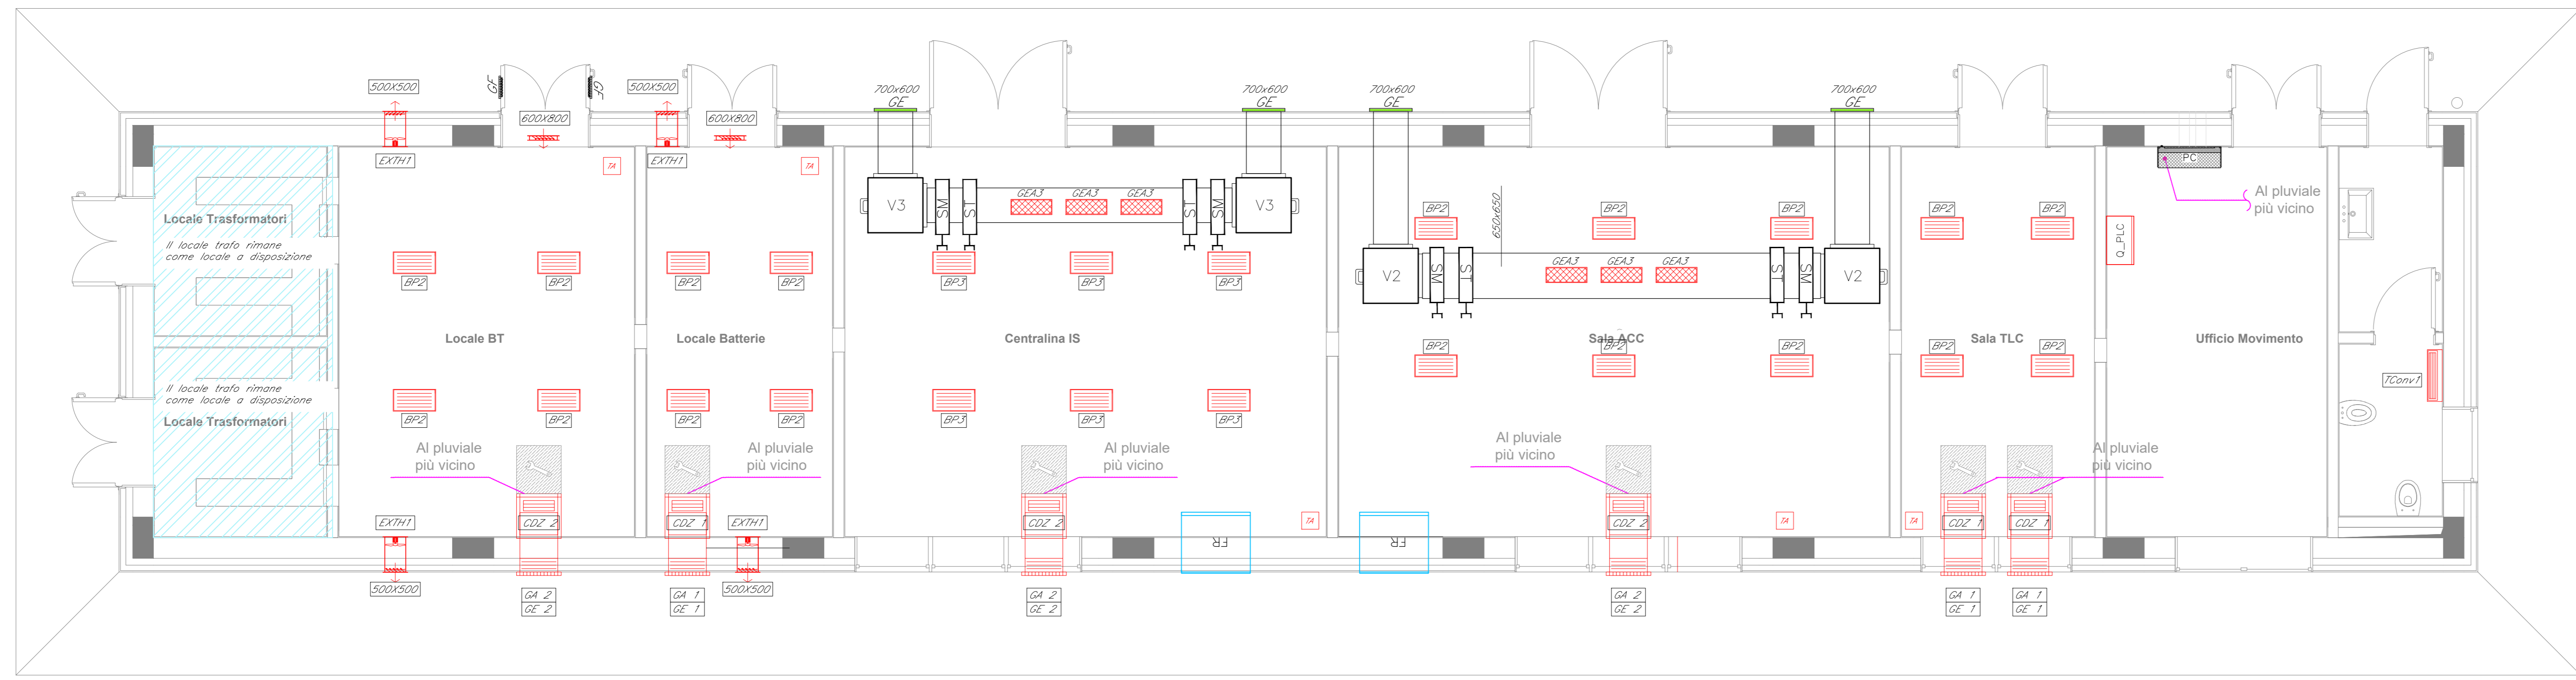 500X500
GF
GF
600X800
500X500
600X800
700x600
GE
700x600
GE
700x600
GE
700x600
GE
EXTH1
TA
EXTH1
TA
PC
Al pluviale
più vicino
Locale Trasformatori
Il locale trafo rimane
come locale a disposizione
V3
SM
ST
GEA3
GEA3
GEA3
ST
SM
V3
BP2
650x650
BP2
BP2
BP2
BP2
Q_PLC
BP2
BP2
BP2
BP2
BP3
BP3
BP3
V2
SM
ST
GEA3
GEA3
GEA3
ST
SM
V2
Locale BT
Locale Batterie
Centralina IS
Sala ACC
Sala TLC
Ufficio Movimento
BP2
BP2
BP2
BP2
BP2
TConv1
Il locale trafo rimane
come locale a disposizione
Locale Trasformatori
BP2
BP2
BP2
BP2
BP3
BP3
BP3
Al pluviale
più vicino
Al pluviale
più vicino
Al pluviale
più vicino
Al pluviale
più vicino
Al pluviale
più vicino
EXTH1
CDZ 2
CDZ 1
EXTH1
CDZ 2
TA
CDZ 2
TA
TA
CDZ 1
CDZ 1
FR
FR
500X500
GA 2
GE 2
GA 1
GE 1
500X500
GA 2
GE 2
GA 2
GE 2
GA 1
GE 1
GA 1
GE 1